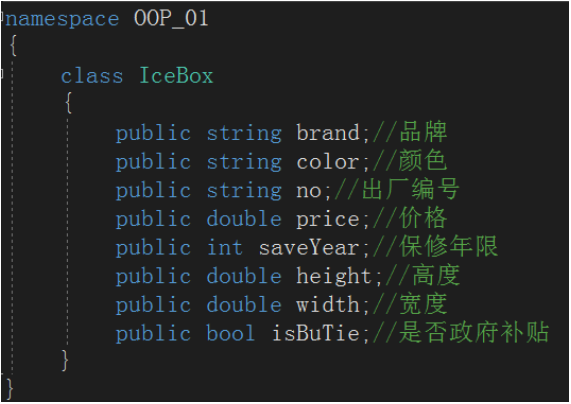 namespace OOP_01
{
class IceBox
{
public string brand;//品牌
public string color;//颜色
public string no;//出厂编号
public double price;//价格
public int saveYear;//保修年限
public double height;//高度
public double width;//宽度
public bool isBuTie;//是否政府补贴
}
}